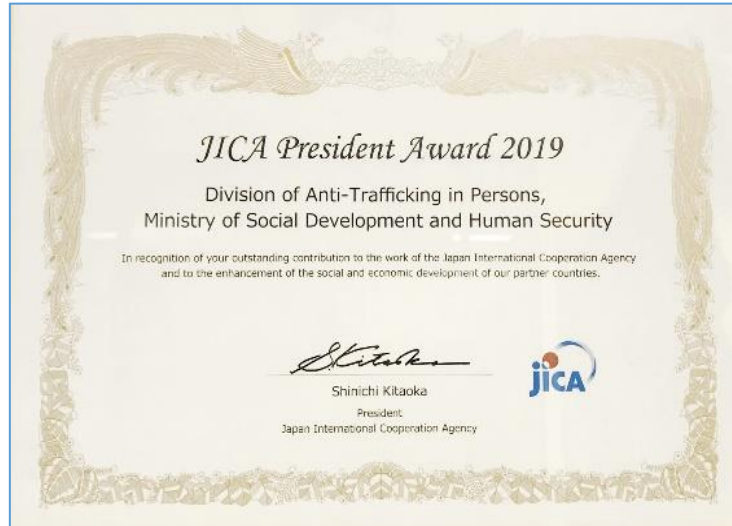 JICA President Award 2019
Division of Anti-Trafficking in Persons,
Ministry of Social Development and Human Security
In recognition of your outstanding contribution to the work of the Japan International Cooperation Agency
and to the enhancement of the social and economic development of our partner countries.
S.Kitaoka
Shinichi Kitaoka
President
Japan International Cooperation Agency
jICA